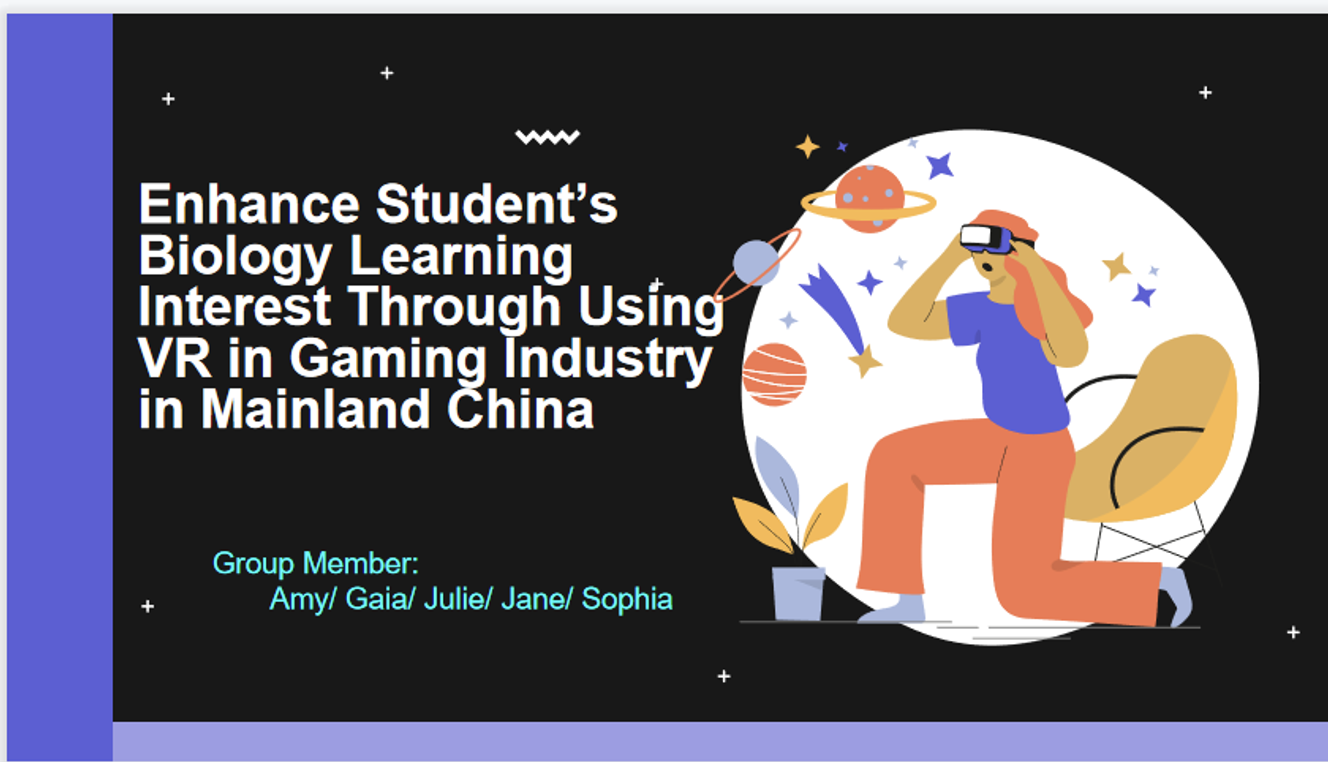 Enhance Student’s
Biology Learning
Interest Through Using
VR in Gaming Industry
in Mainland China
Group Member:
Amy/ Gaia/ Julie/ Jane/ Sophia